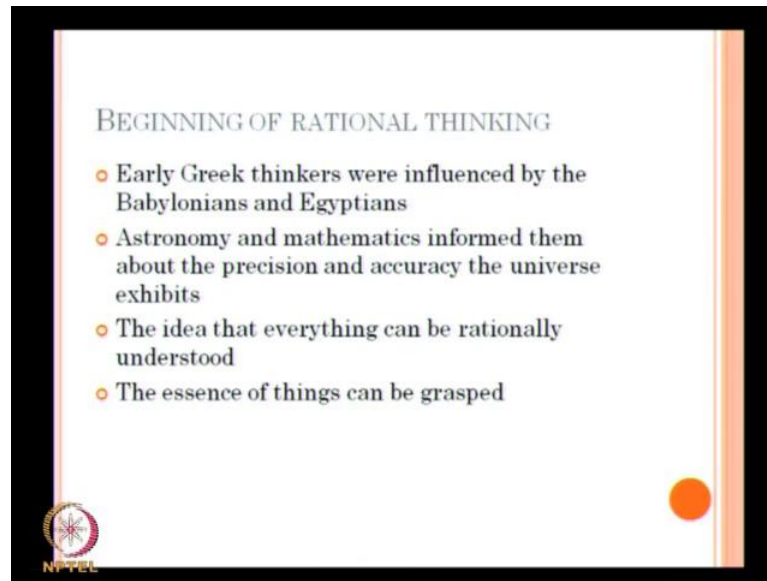 BEGINNING OF RATIONAL THINKING
Early Greek thinkers were influenced by the
Babylonians and Egyptians
Astronomy and mathematics informed them
about the precision and accuracy the universe
exhibits
The idea that everything can be rationally
understood
The essence of things can be grasped
NPTEL